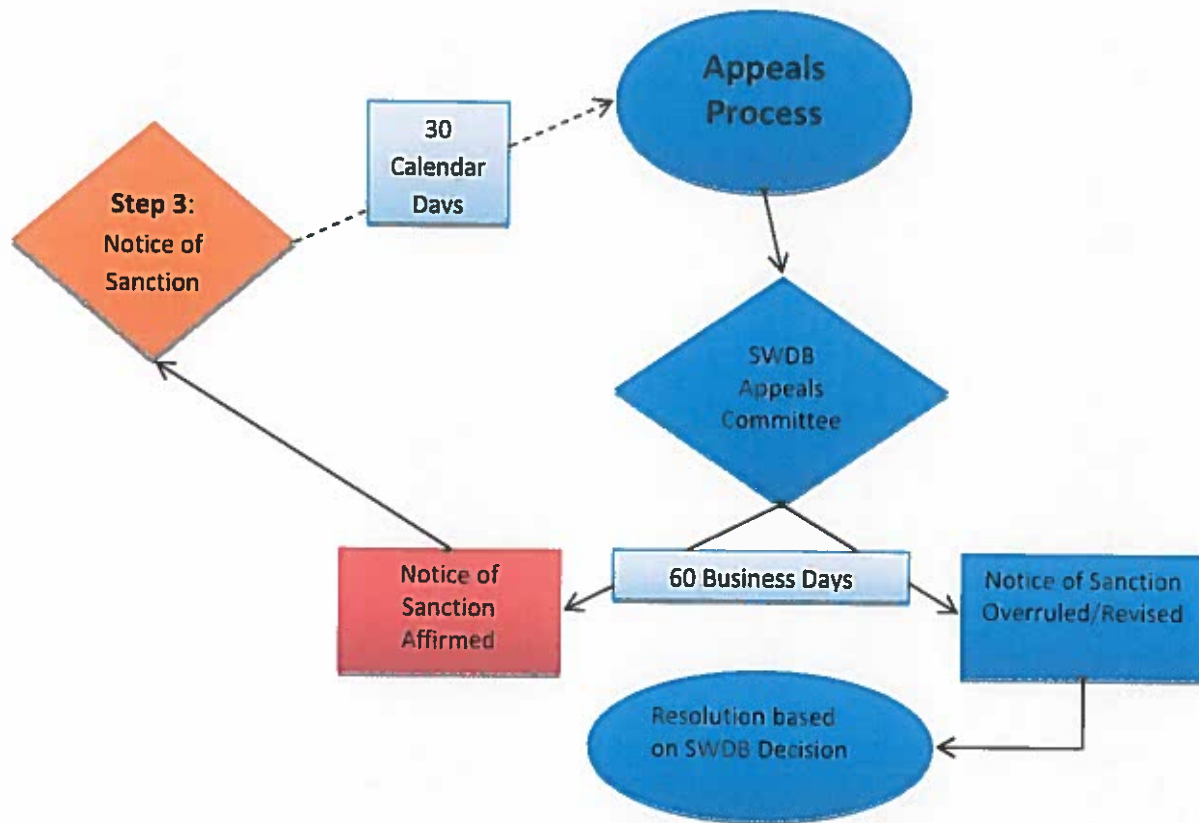 Appeals
Process
30
Calendar
Days
Step 3:
Notice of
Sanction
SWDB
Appeals
Committee
Notice of
Sanction
Affirmed
60 Business Days
Notice of Sanction
Overruled/Revised
Resolution based
on SWDB Decision